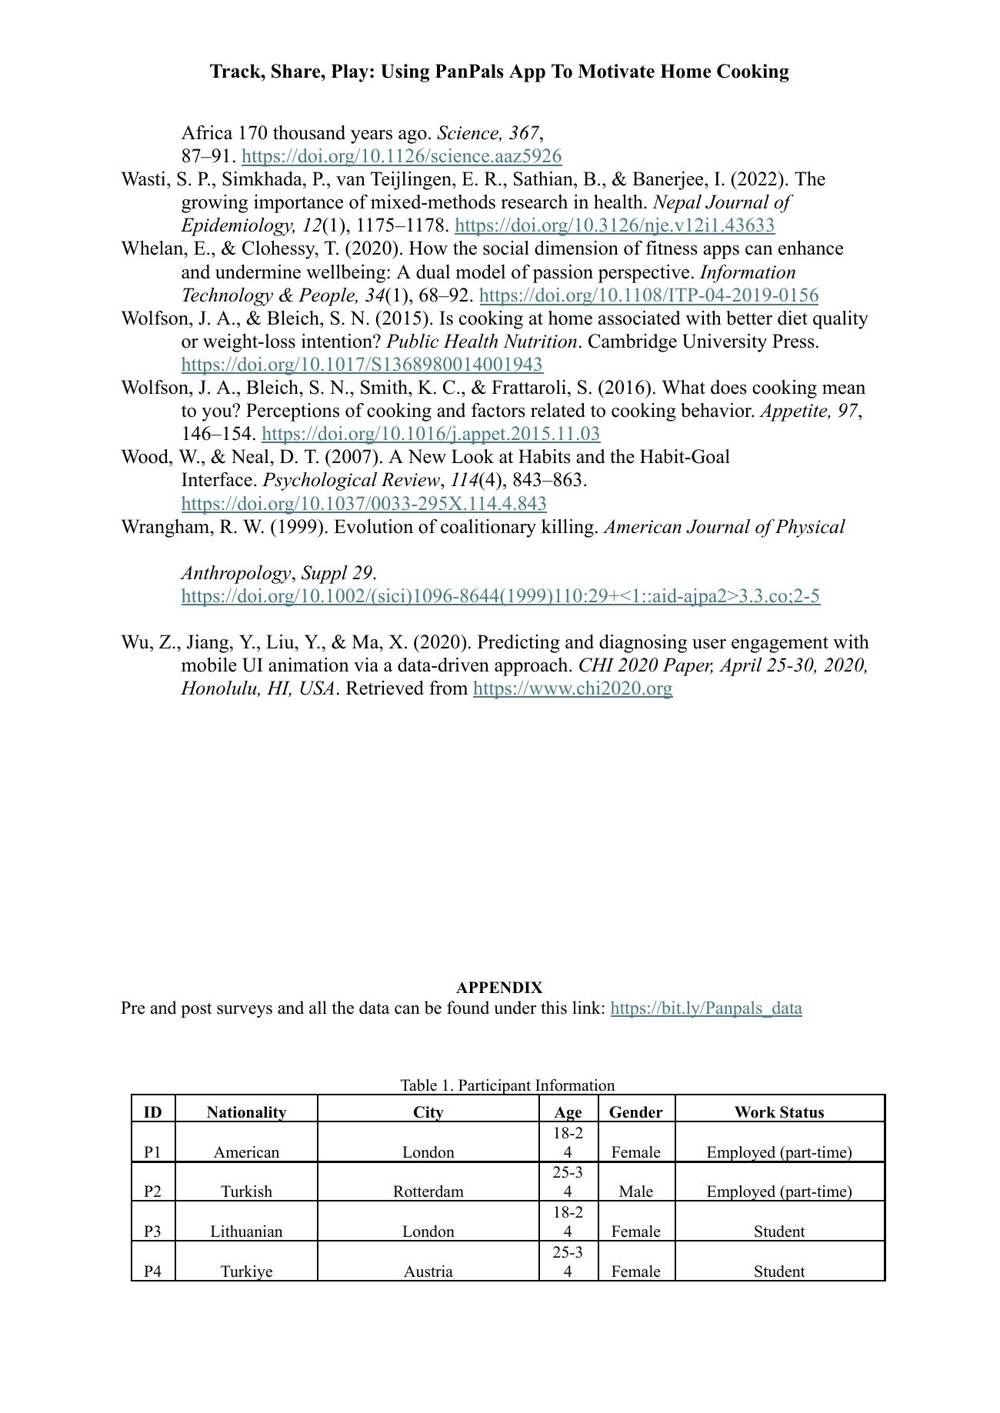 Track, Share, Play: Using PanPals App To Motivate Home Cooking
Africa 170 thousand years ago. Science, 367,
87–91. https://doi.org/10.1126/science.aaz5926
Wasti, S. P., Simkhada, P., van Teijlingen, E. R., Sathian, B., & Banerjee, I. (2022). The
growing importance of mixed-methods research in health. Nepal Journal of
Epidemiology, 12(1), 1175–1178. https://doi.org/10.3126/nje.v12i1.43633
Whelan, E., & Clohessy, T. (2020). How the social dimension of fitness apps can enhance
and undermine wellbeing: A dual model of passion perspective. Information
Technology & People, 34(1), 68–92. https://doi.org/10.1108/ITP-04-2019-0156
Wolfson, J. A., & Bleich, S. N. (2015). Is cooking at home associated with better diet quality
or weight-loss intention? Public Health Nutrition. Cambridge University Press.
https://doi.org/10.1017/S1368980014001943
Wolfson, J. A., Bleich, S. N., Smith, K. C., & Frattaroli, S. (2016). What does cooking mean
to you? Perceptions of cooking and factors related to cooking behavior. Appetite, 97,
146–154. https://doi.org/10.1016/j.appet.2015.11.03
Wood, W., & Neal, D. T. (2007). A New Look at Habits and the Habit-Goal
Interface. Psychological Review, 114(4), 843–863.
https://doi.org/10.1037/0033-295X.114.4.843
Wrangham, R. W. (1999). Evolution of coalitionary killing. American Journal of Physical
Anthropology, Suppl 29.
https://doi.org/10.1002/(sici)1096-8644(1999)110:29+<1::aid-ajpa2>3.3.co;2-5
Wu, Z., Jiang, Y., Liu, Y., & Ma, X. (2020). Predicting and diagnosing user engagement with
mobile UI animation via a data-driven approach. CHI 2020 Paper, April 25-30, 2020,
Honolulu, HI, USA. Retrieved from https://www.chi2020.org
APPENDIX
Pre and post surveys and all the data can be found under this link: https://bit.ly/Panpals_data
Table 1. Participant Information
ID Nationality City Age Gender Work Status
18-2
P1 American London 4 Female Employed (part-time)
25-3
P2 Turkish Rotterdam 4 Male Employed (part-time)
18-2
P3 Lithuanian London 4 Female Student
25-3
P4 Turkiye Austria 4 Female Student